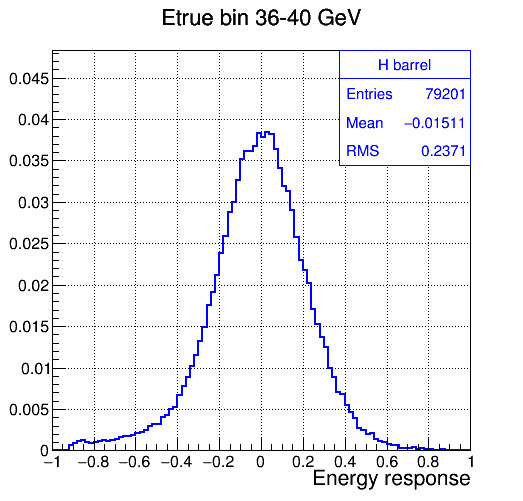 Etrue bin 36-40 GeV
H barrel
Entries 79201
Mean −0.01511
RMS 0.2371
0.045
0.04
0.035
0.03
0.025
0.02
0.015
0.01
0.005
0
−1 −0.8 −0.6 −0.4 −0.2 0 0.2 0.4 0.6 0.8 1
Energy response